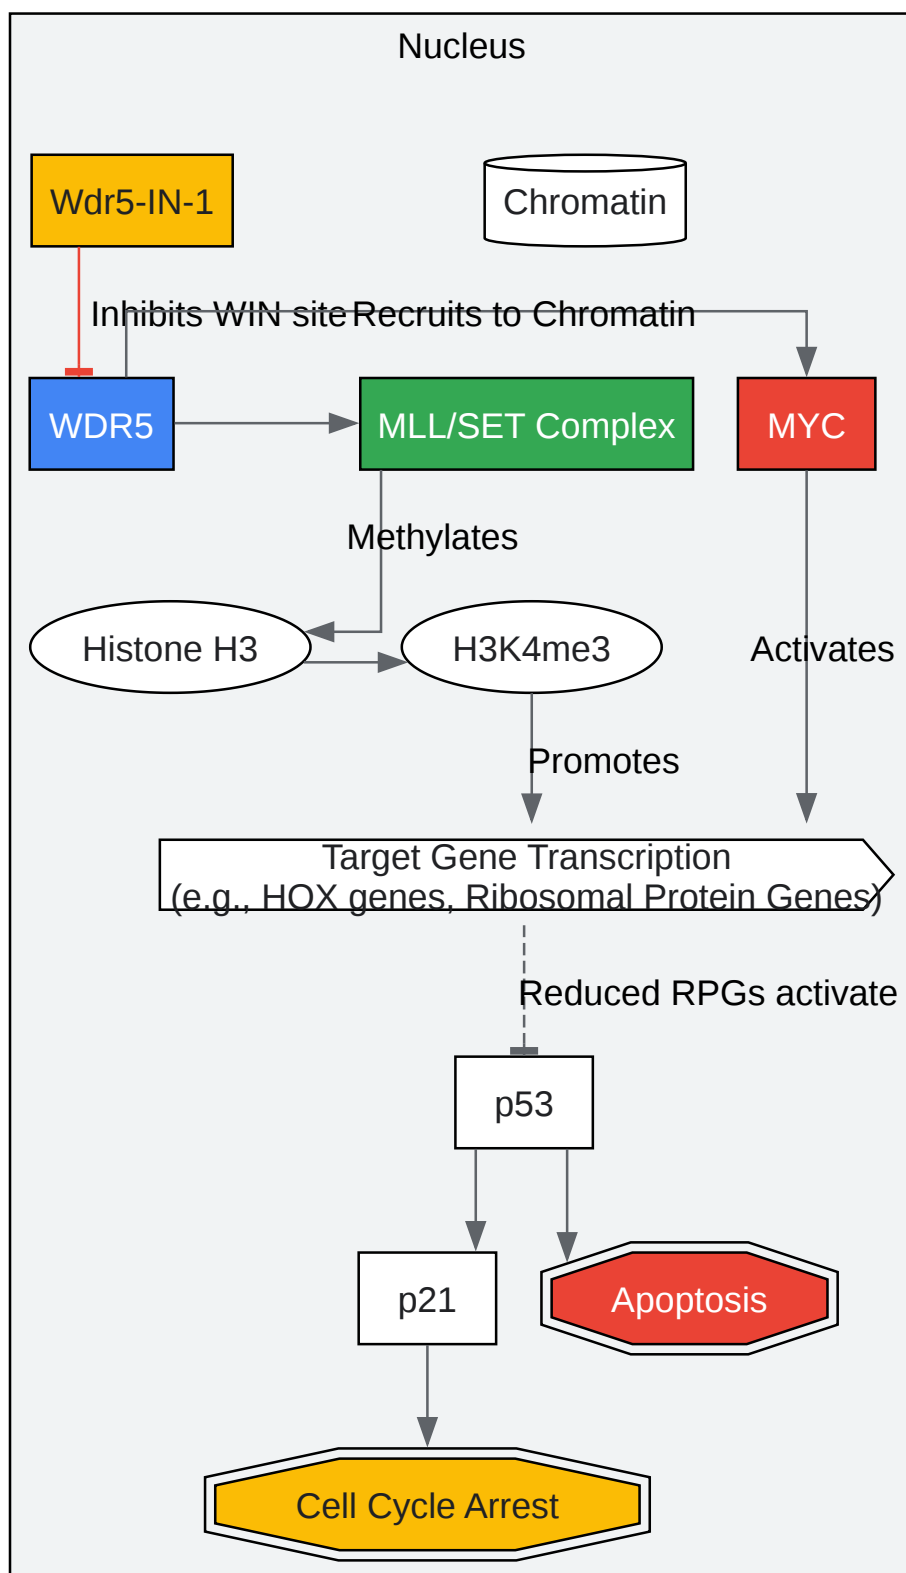 Nucleus
Wdr5-IN-1
Chromatin
Inhibits WIN site
Recruits to Chromatin
WDR5
MLL/SET Complex
MYC
Methylates
Histone H3
H3K4me3
Activates
Promotes
Target Gene Transcription
(e.g., HOX genes, Ribosomal Protein Genes)
Reduced RPGs activate
p53
p21
Apoptosis
Cell Cycle Arrest